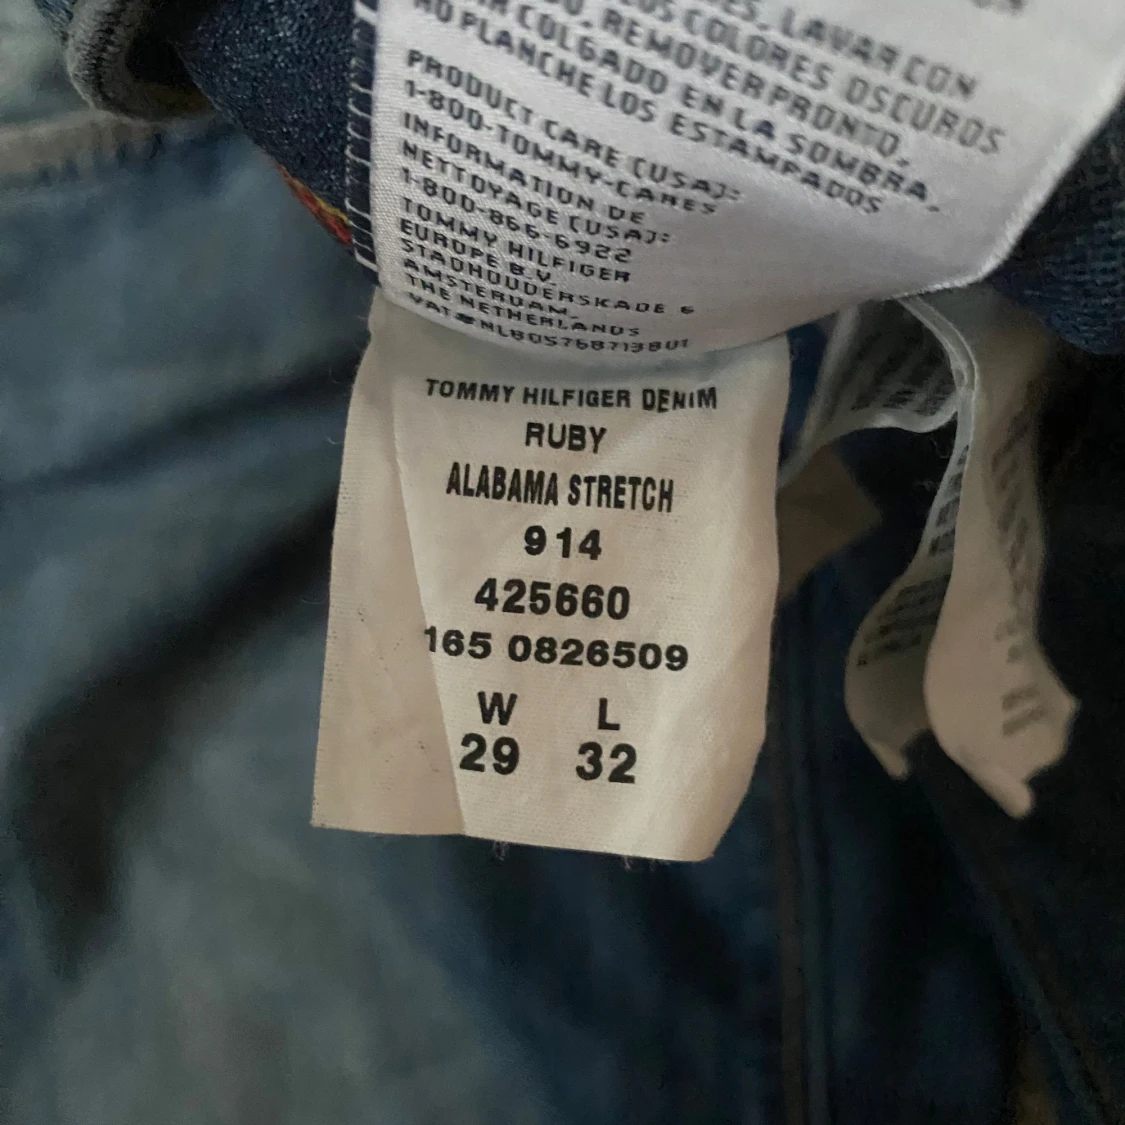 LAVAR CON
COLORES OSCUROS
REMOVER PRONTO,
COLGADO EN LA SOMBRA.
NO PLANCHE LOS ESTAMPADOS
PRODUCT CARE (USA):
1-800-TOMMY-CARES
INFORMATION DE
NETTOYAGE (USA):
1-800-866-6922
TOMMY HILFIGER
EUROPE B.V.
STADHOUDERSKADE 6
AMSTERDAM.
THE NETHERLANDS
VAT
TOMMY HILFIGER DENIM
RUBY
ALABAMA STRETCH
914
425660
165 0826509
W L
29 32